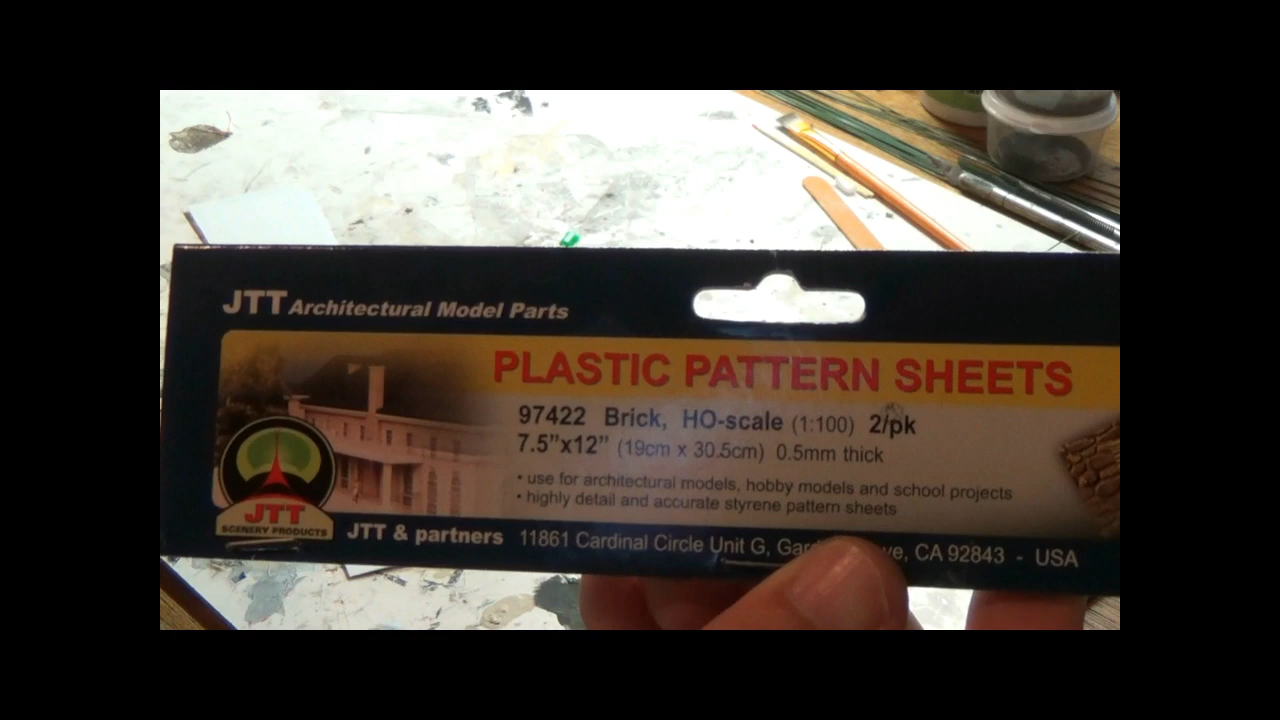 JTT Architectural Model Parts
PLASTIC PATTERN SHEETS
97422 Brick, HO-scale (1:100) 2/pk
7.5"x12" (19cm x 30.5cm) 0.5mm thick
• use for architectural models, hobby models and school projects
• highly detail and accurate styrene pattern sheets
JTT
SCENERY PRODUCTS
JTT & partners 11861 Cardinal Circle Unit G, CA 92843 - USA